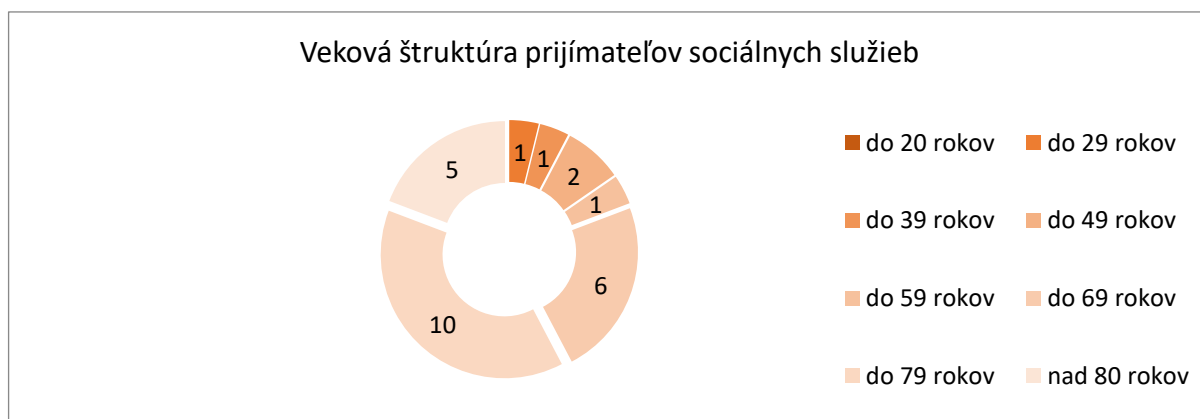 Veková štruktúra prijímateľov sociálnych služieb
1
1
2
1
6
10
5
do 20 rokov
do 29 rokov
do 39 rokov
do 49 rokov
do 59 rokov
do 69 rokov
do 79 rokov
nad 80 rokov